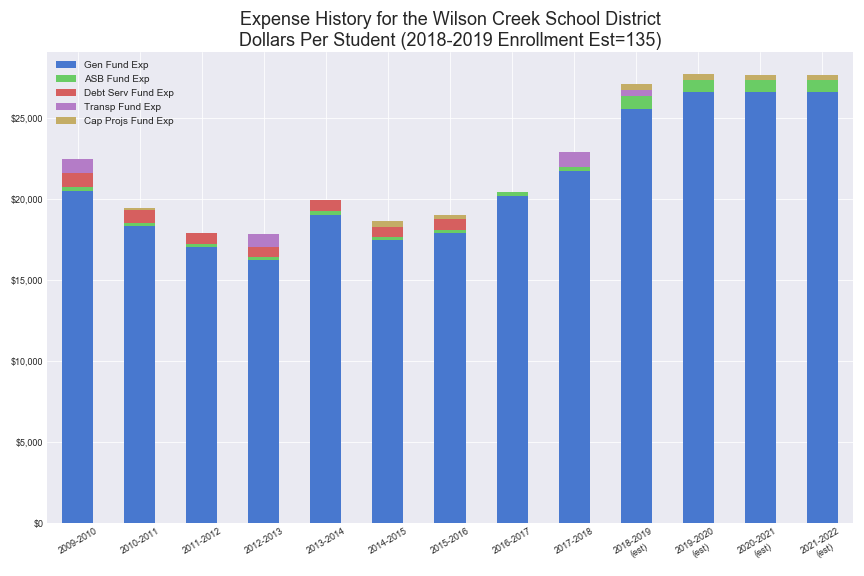 Expense History for the Wilson Creek School District
Dollars Per Student (2018-2019 Enrollment Est=135)
Gen Fund Exp
ASB Fund Exp
Debt Serv Fund Exp
Transp Fund Exp
Cap Projs Fund Exp
$25,000
$20,000
$15,000
$10,000
$5,000
$0
2009-2010
2010-2011
2011-2012
2012-2013
2013-2014
2014-2015
2015-2016
2016-2017
2017-2018
2018-2019
(est)
2019-2020
(est)
2020-2021
(est)
2021-2022
(est)